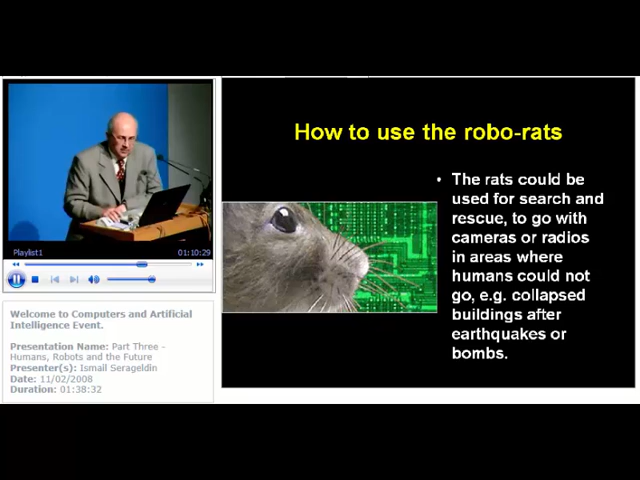 Playlist1 01:10:29
Welcome to Computers and Artificial
Intelligence Event.
Presentation Name: Part Three -
Humans, Robots and the Future
Presenter(s): Ismail Serageldin
Date: 11/02/2008
Duration: 01:38:32
How to use the robo-rats
• The rats could be
used for search and
rescue, to go with
cameras or radios
in areas where
humans could not
go, e.g. collapsed
buildings after
earthquakes or
bombs.